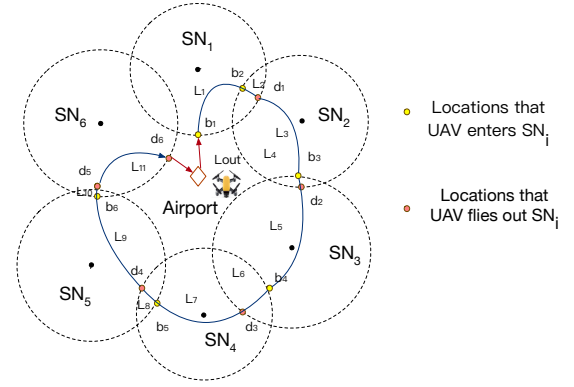 SN1
b2
L2
d1
L1
SN6
SN2
b1
L3
d6
L4
b3
Lout
L11
d5
d2
L10
b6
Airport
L9
L5
SN3
SN5
d4
L6
b4
L7
L8
b5
d3
SN4
Locations that
UAV enters SNi
Locations that
UAV flies out SNi